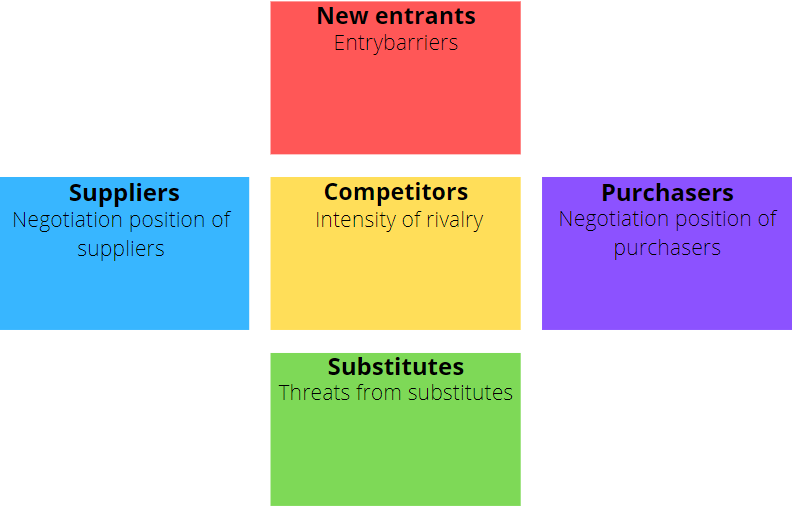 New entrants
Entrybarriers
Suppliers
Negotiation position of
suppliers
Competitors
Intensity of rivalry
Purchasers
Negotiation position of
purchasers
Substitutes
Threats from substitutes